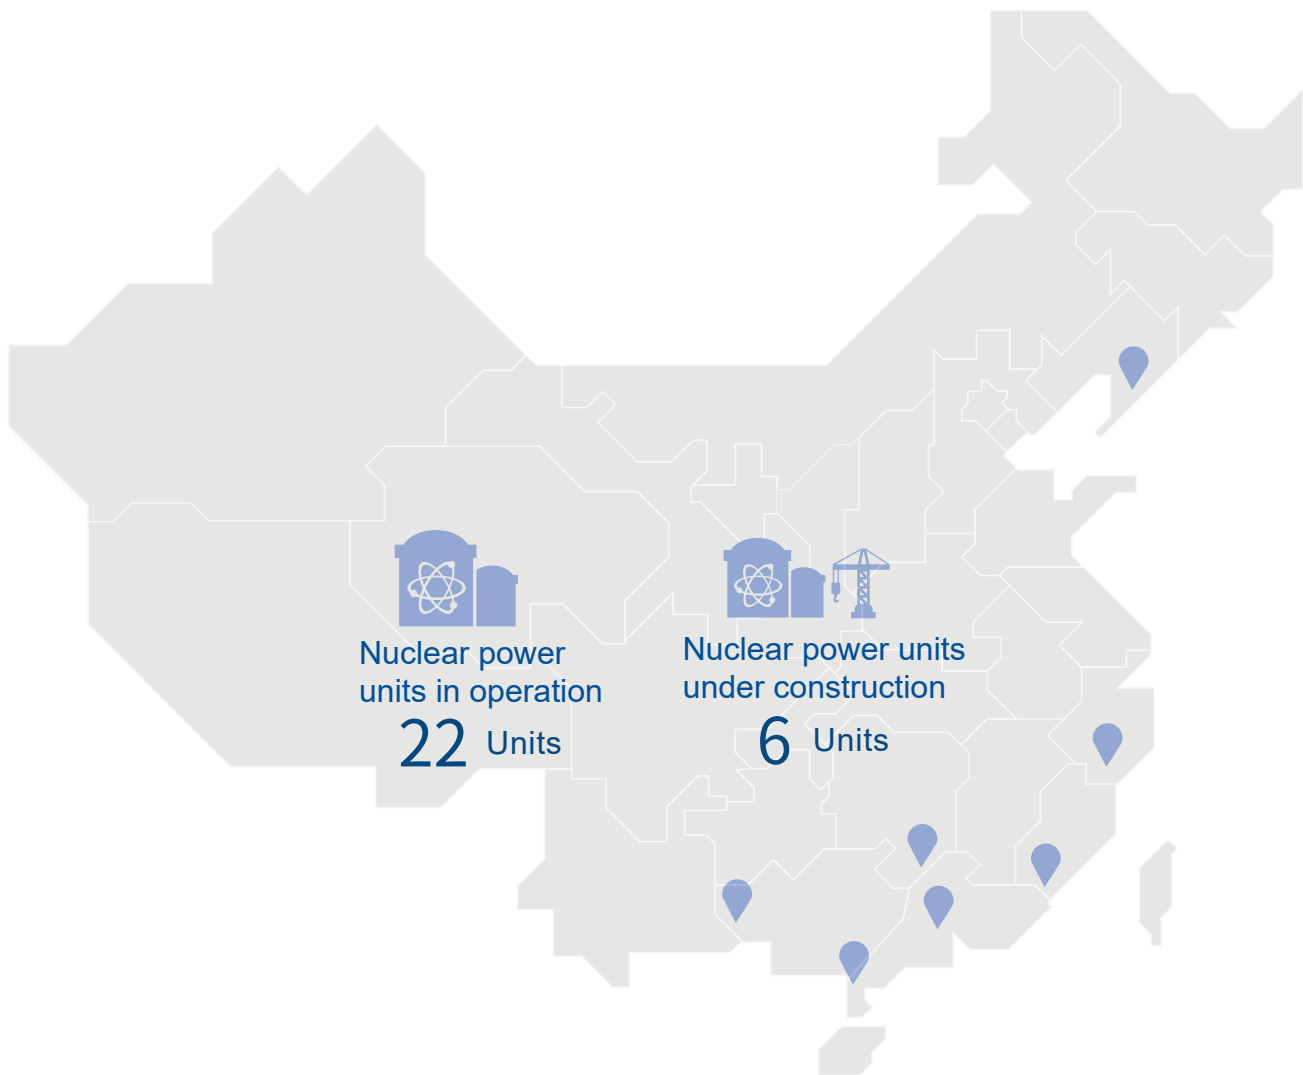 Nuclear power
units in operation
22 Units
Nuclear power units
under construction
6 Units